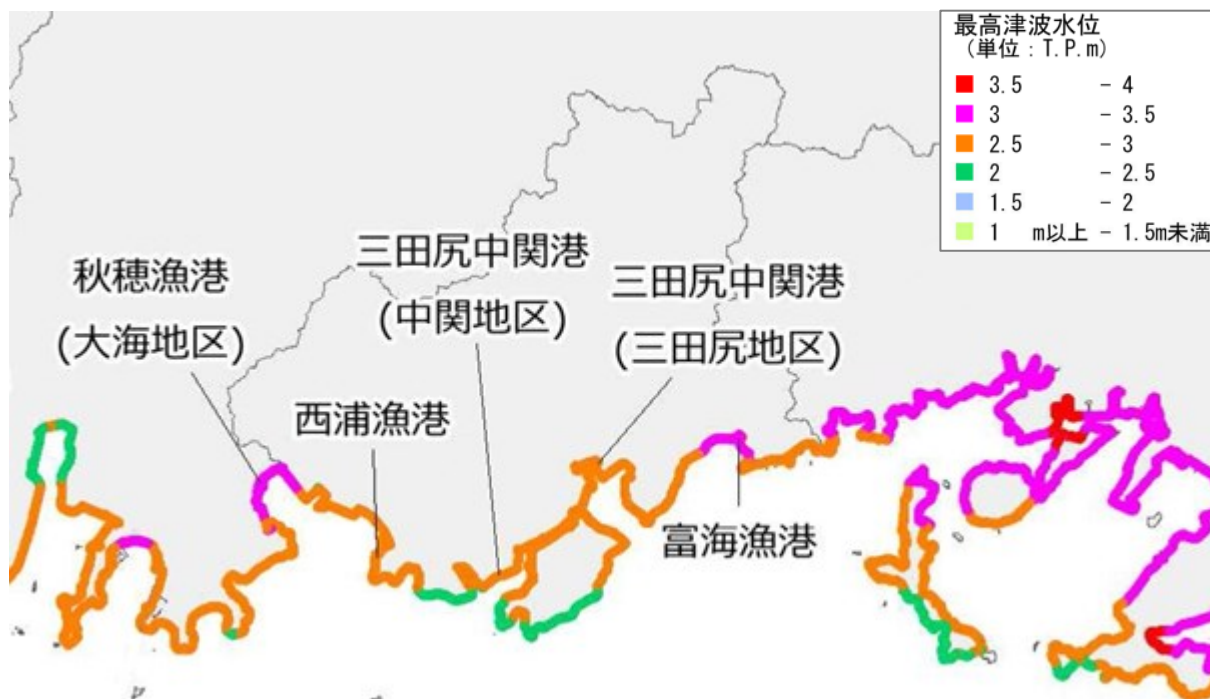 最高津波水位
(単位：T.P.m)
3.5 - 4
3 - 3.5
2.5 - 3
2 - 2.5
1.5 - 2
1 m以上 - 1.5m未満
三田尻中関港
(中関地区)
秋穂漁港
(大海地区)
三田尻中関港
(三田尻地区)
西浦漁港
富海漁港